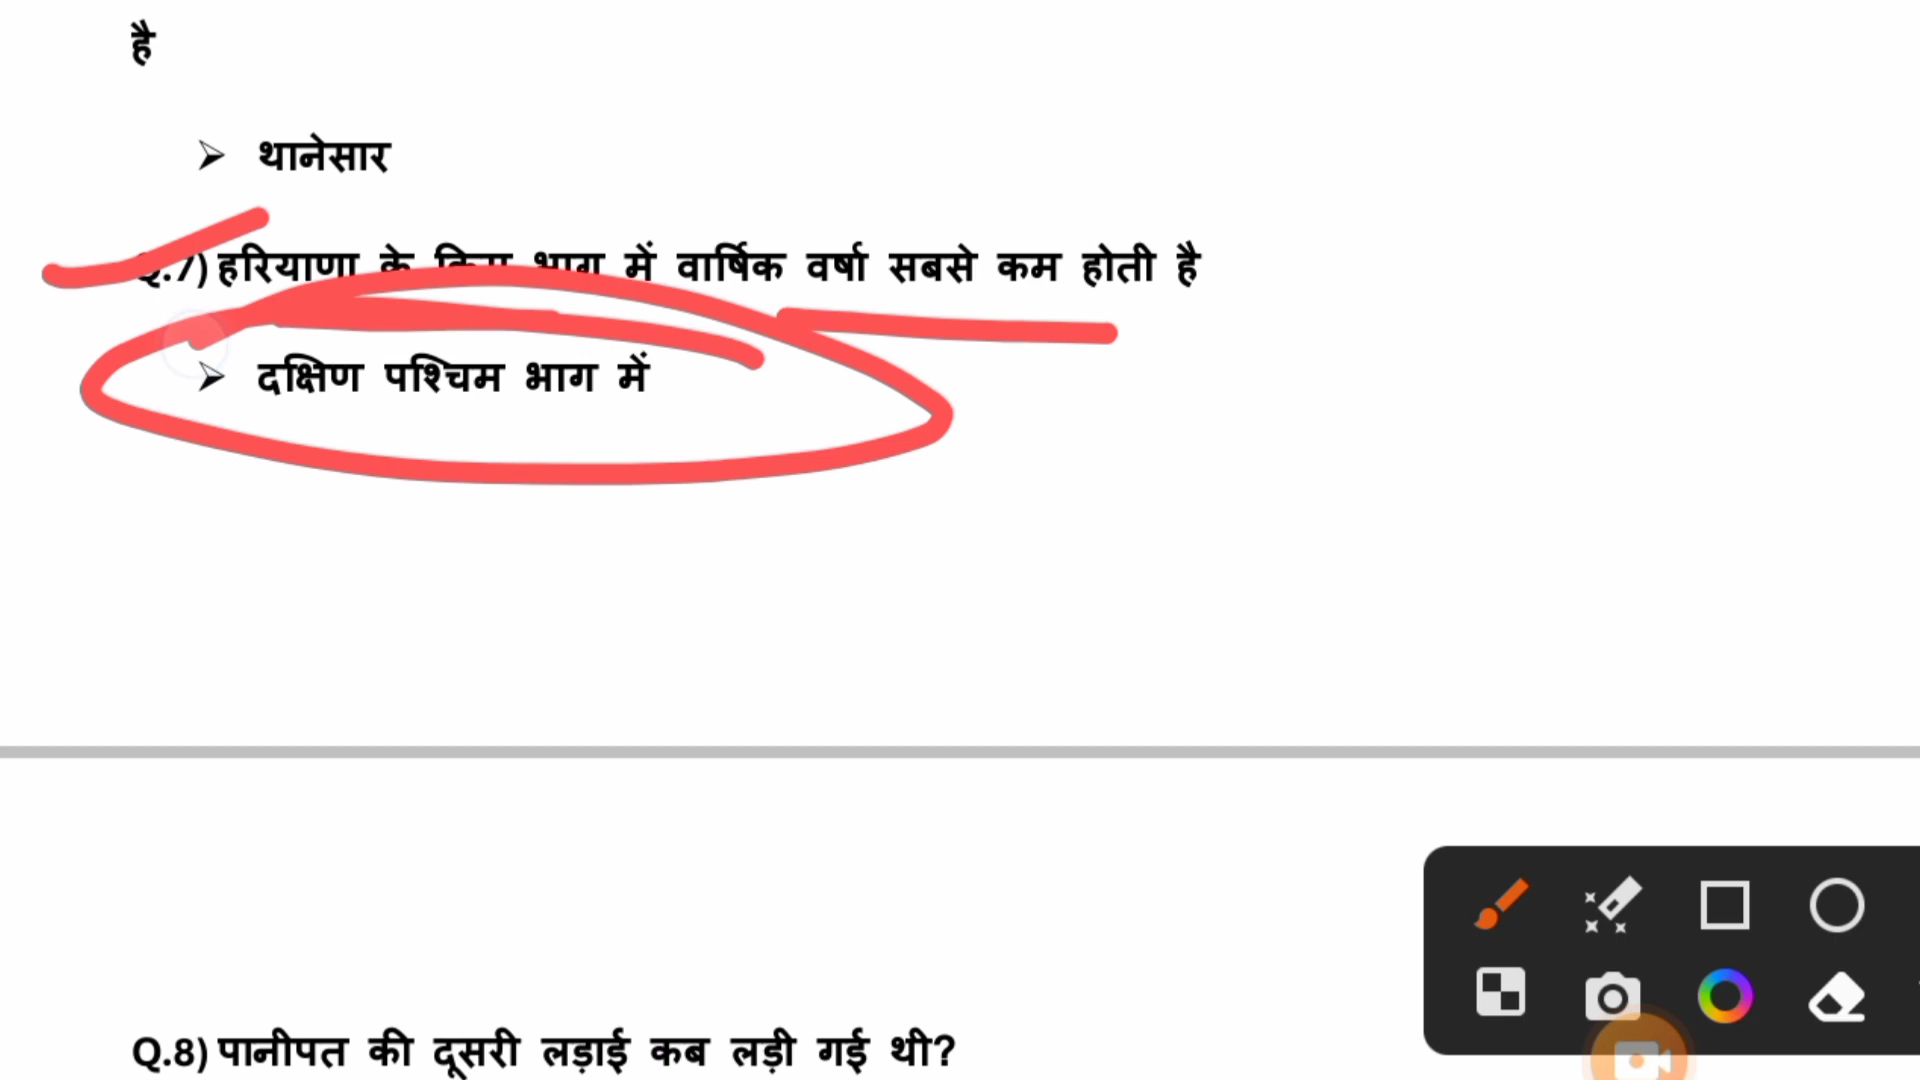 है
➢ थानेसार
Q.7) हरियाणा के किस भाग में वार्षिक वर्षा सबसे कम होती है
➢ दक्षिण पश्चिम भाग में
Q.8) पानीपत की दूसरी लड़ाई कब लड़ी गई थी?